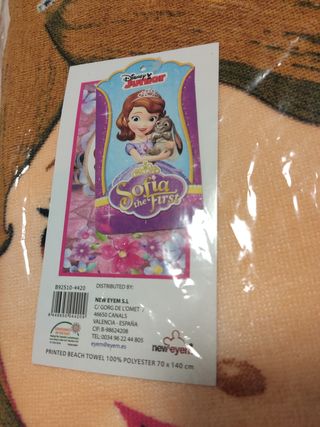 Disney
Junior
Sofia
the First
B92510-4420
DISTRIBUTED BY:
NEW EYEM S.L
C/ GORG DE L'OMET 7
46650 CANALS
VALENCIA - ESPAÑA
CIF: B-98624208
TEL:0034 96 22 44 805
eyem@eyem.es
new eyem
PRINTED BEACH TOWEL 100% POLYESTER 70 x 140 cm